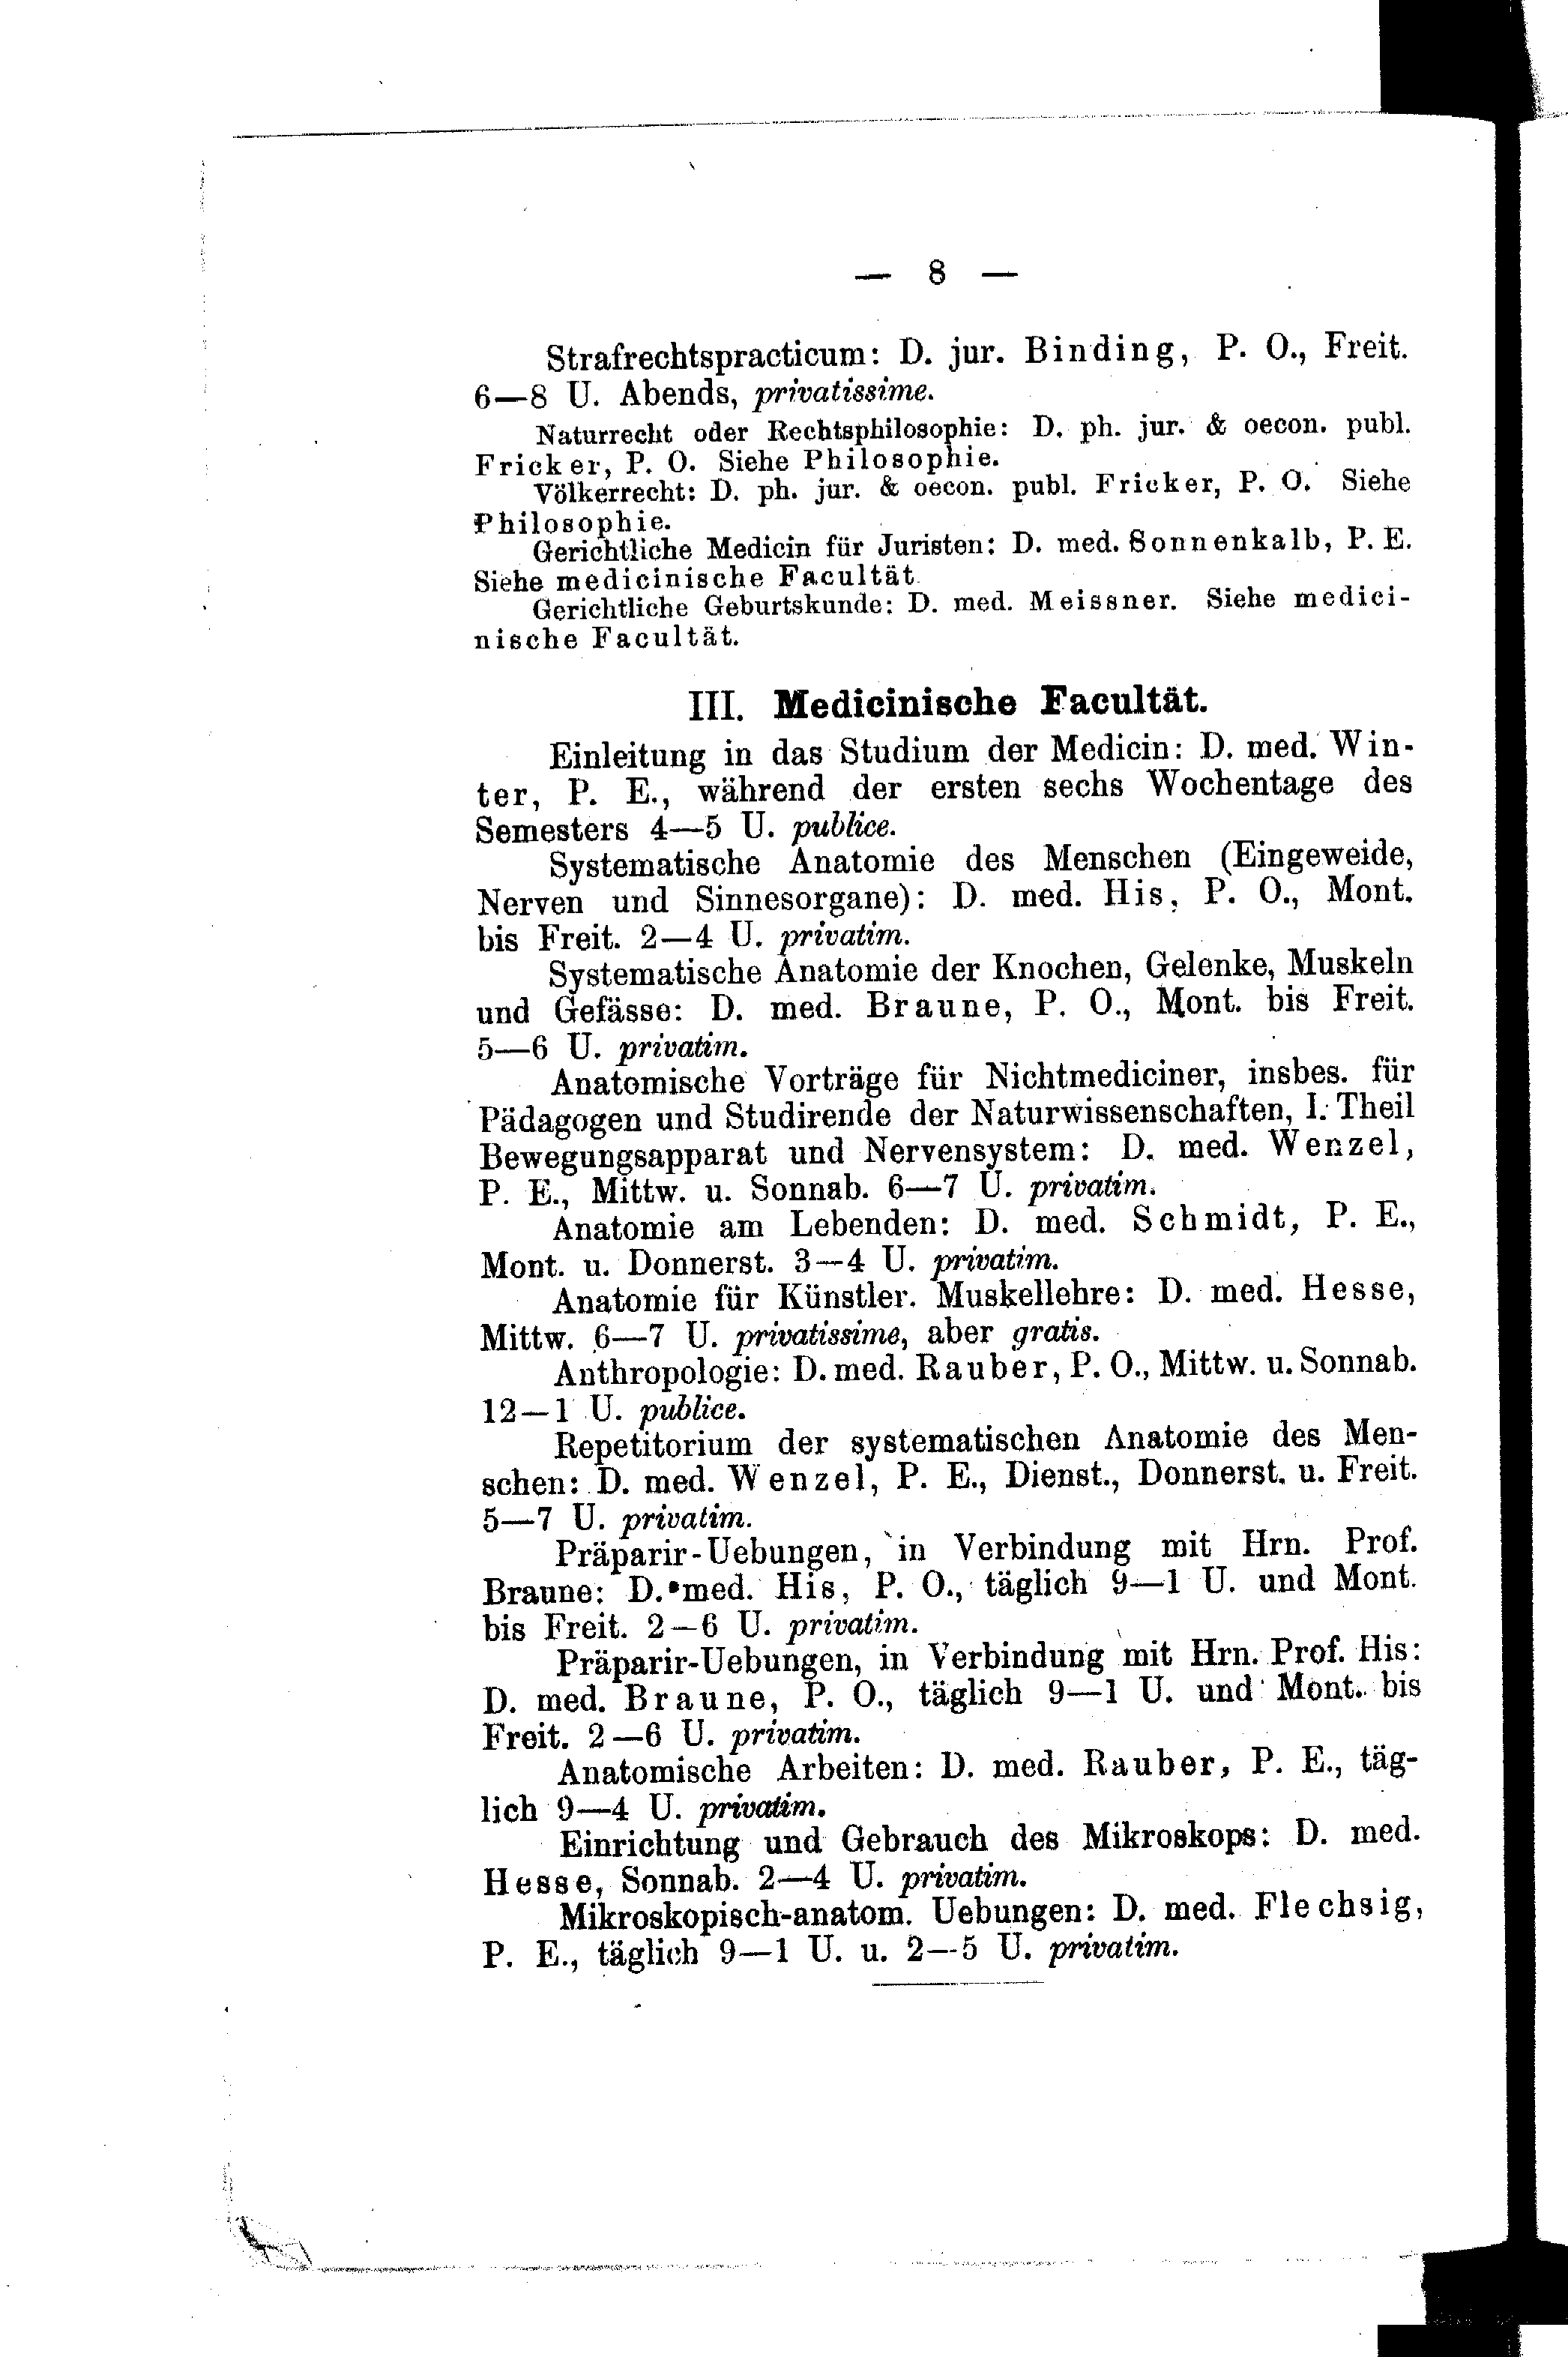 — 8 —
Strafrechtspracticum: D. jur. Binding, P. O., Freit.
6—8 U. Abends, privatissime.
Naturrecht oder Rechtsphilosophie: D. ph. jur. & oecon. publ.
Fricker, P. O. Siehe Philosophie.
Völkerrecht: D. ph. jur. & oecon. publ. Fricker, P. O. Siehe
Philosophie.
Gerichtliche Medicin für Juristen: D. med. Sonnenkalb, P. E.
Siehe medicinische Facultät
Gerichtliche Geburtskunde: D. med. Meissner. Siehe medici-
nische Facultät.
III. Medicinische Facultät.
Einleitung in das Studium der Medicin: D. med. Win-
ter, P. E., während der ersten sechs Wochentage des
Semesters 4—5 U. publice.
Systematische Anatomie des Menschen (Eingeweide,
Nerven und Sinnesorgane): D. med. His, P. O., Mont.
bis Freit. 2—4 U. privatim.
Systematische Anatomie der Knochen, Gelenke, Muskeln
und Gefässe: D. med. Braune, P. O., Mont. bis Freit.
5—6 U. privatim.
Anatomische Vorträge für Nichtmediciner, insbes. für
Pädagogen und Studirende der Naturwissenschaften, I. Theil
Bewegungsapparat und Nervensystem: D. med. Wenzel,
P. E., Mittw. u. Sonnab. 6—7 U. privatim.
Anatomie am Lebenden: D. med. Schmidt, P. E.,
Mont. u. Donnerst. 3—4 U. privatim.
Anatomie für Künstler. Muskellehre: D. med. Hesse,
Mittw. 6—7 U. privatissime, aber gratis.
Anthropologie: D. med. Rauber, P. O., Mittw. u. Sonnab.
12—1 U. publice.
Repetitorium der systematischen Anatomie des Men-
schen: D. med. Wenzel, P. E., Dienst., Donnerst. u. Freit.
5—7 U. privatim.
Präparir-Uebungen, in Verbindung mit Hrn. Prof.
Braune: D. med. His, P. O., täglich 9—1 U. und Mont.
bis Freit. 2—6 U. privatim.
Präparir-Uebungen, in Verbindung mit Hrn. Prof. His:
D. med. Braune, P. O., täglich 9—1 U. und Mont. bis
Freit. 2—6 U. privatim.
Anatomische Arbeiten: D. med. Rauber, P. E., täg-
lich 9—4 U. privatim.
Einrichtung und Gebrauch des Mikroskops: D. med.
Hesse, Sonnab. 2—4 U. privatim.
Mikroskopisch-anatom. Uebungen: D. med. Flechsig,
P. E., täglich 9—1 U. u. 2—5 U. privatim.